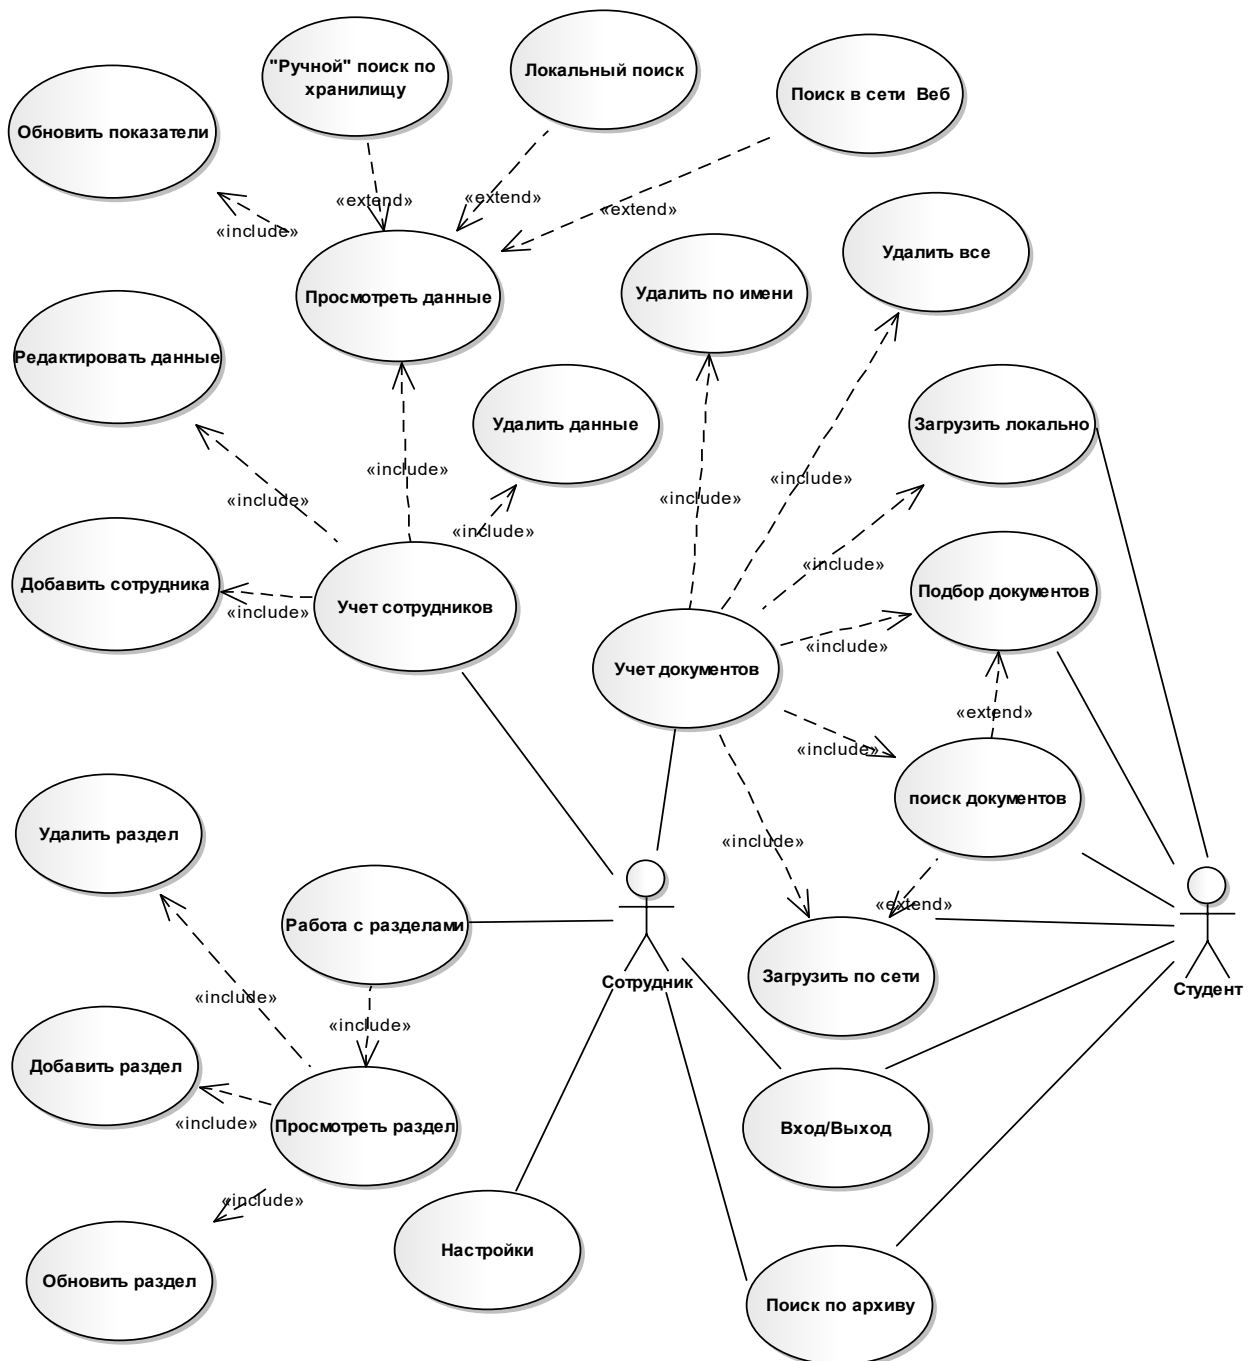 "Ручной" поиск по
хранилищу
Локальный поиск
Поиск в сети  Веб
Обновить показатели
«extend»
«extend»
«extend»
«include»
Удалить все
Просмотреть данные
Удалить по имени
Редактировать данные
Удалить данные
Загрузить локально
«include»
«include»
«include»
«include»
«include»
«include»
«include»
Добавить сотрудника
«include»
Учет сотрудников
Подбор документов
«include»
Учет документов
«extend»
«include»
поиск документов
Удалить раздел
«include»
«extend»
Работа с разделами
Сотрудник
Загрузить по сети
Студент
«include»
«include»
Добавить раздел
«include»
Просмотреть раздел
Вход/Выход
«include»
Настройки
Обновить раздел
Поиск по архиву